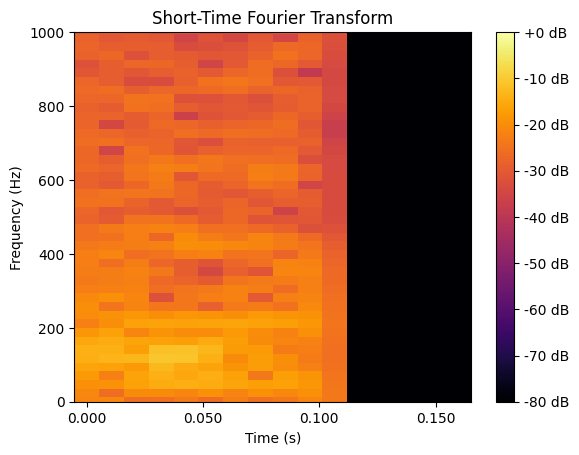 Short-Time Fourier Transform
Frequency (Hz)
1000
800
600
400
200
0
0.000
0.050
0.100
0.150
Time (s)
+0 dB
-10 dB
-20 dB
-30 dB
-40 dB
-50 dB
-60 dB
-70 dB
-80 dB